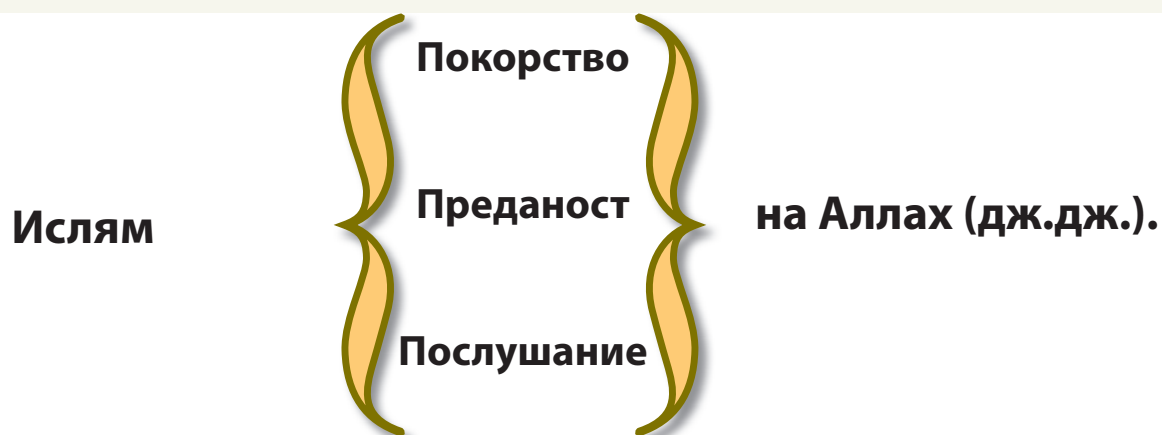 Ислям
Покорство
Преданост
Послушание
на Аллах (дж.дж.).